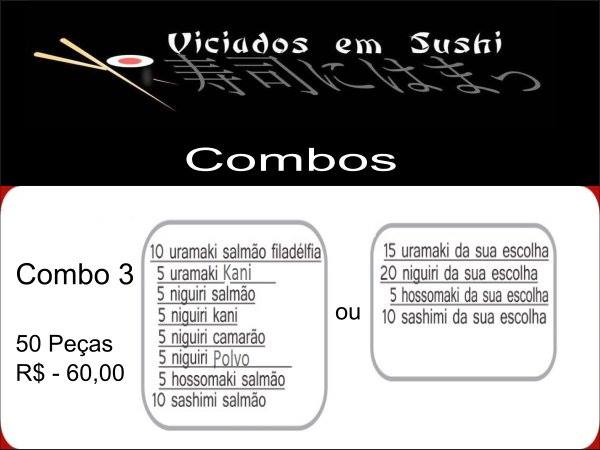 Viciados em Sushi
寿司にはまっ
Combos
Combo 3
50 Peças
R$ - 60,00
10 uramaki salmão filadélfia
5 uramaki Kani
5 niguiri salmão
5 niguiri kani
5 niguiri camarão
5 niguiri Polvo
5 hossomaki salmão
10 sashimi salmão
ou
15 uramaki da sua escolha
20 niguiri da sua escolha
5 hossomaki da sua escolha
10 sashimi da sua escolha